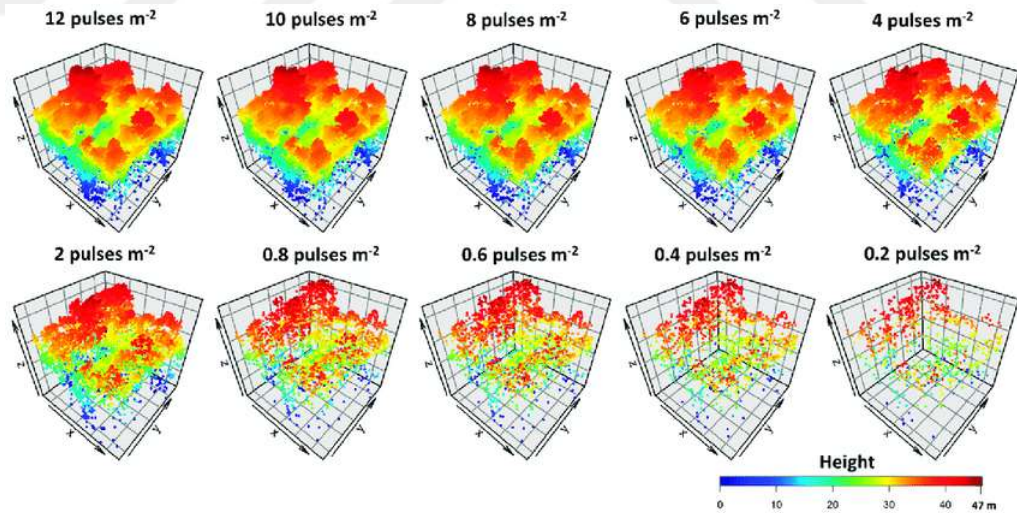 12 pulses m⁻² 10 pulses m⁻² 8 pulses m⁻² 6 pulses m⁻² 4 pulses m⁻²
z z z z z
x y x y x y x y x y
2 pulses m⁻² 0.8 pulses m⁻² 0.6 pulses m⁻² 0.4 pulses m⁻² 0.2 pulses m⁻²
z z z z z
x y x y x y x y x y
Height
0 10 20 30 40 47 m